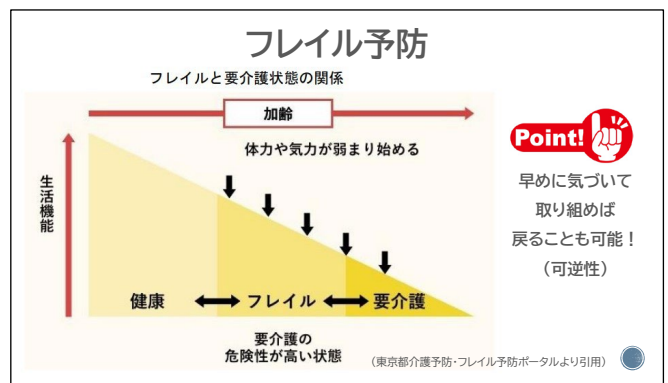 フレイル予防
フレイルと要介護状態の関係
加齢
体力や気力が弱まり始める
生活機能
健康
フレイル
要介護
要介護の
危険性が高い状態
Point!
早めに気づいて
取り組めば
戻ることも可能！
（可逆性）
（東京都介護予防・フレイル予防ポータルより引用）